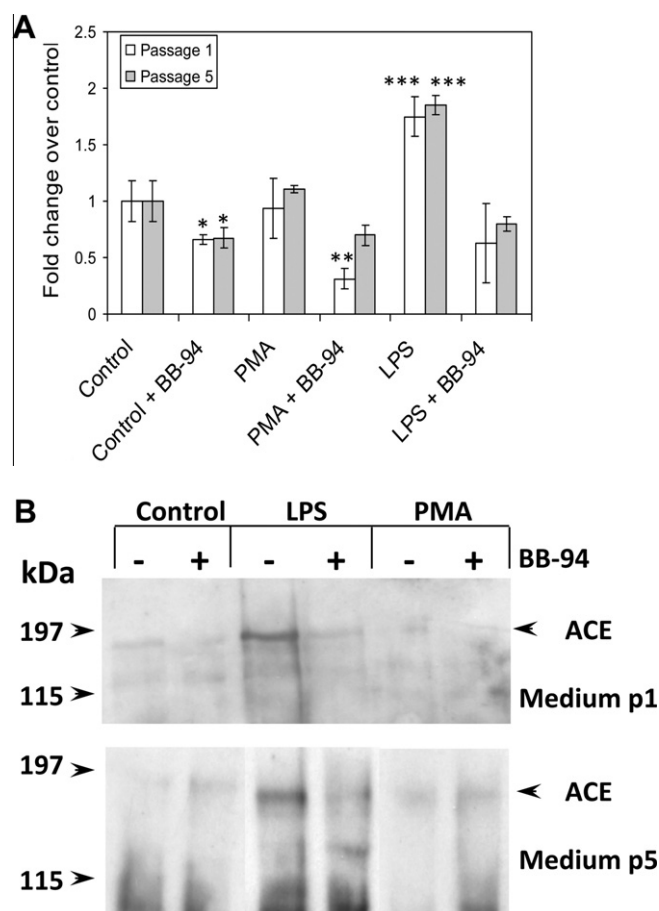 A
Fold change over control
2.5
2
1.5
1
0.5
0
Passage 1
Passage 5
* *
**
*** ***
Control
Control + BB-94
PMA
PMA + BB-94
LPS
LPS + BB-94
B
Control LPS PMA
kDa - + - + - + BB-94
197 ACE
115 Medium p1
197 ACE
115 Medium p5